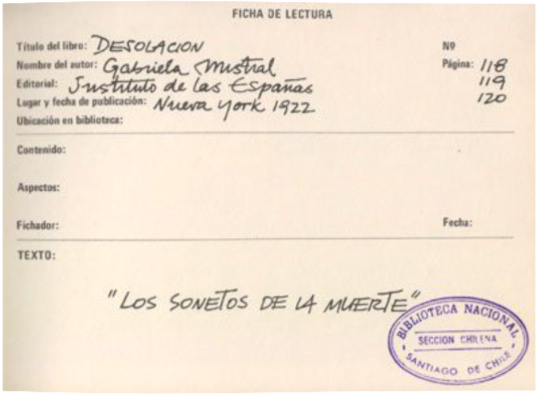 FICHA DE LECTURA
Título del libro: DESOLACION Nº
Nombre del autor: Gabriela Mistral Página: 118
Editorial: Instituto de las Españas 119
Lugar y fecha de publicación: Nueva York 1922 120
Ubicación en biblioteca:
Contenido:
Aspectos:
Fichador: Fecha:
TEXTO:
"LOS SONETOS DE LA MUERTE"
BIBLIOTECA NACIONAL
SECCION CHILENA
SANTIAGO DE CHILE